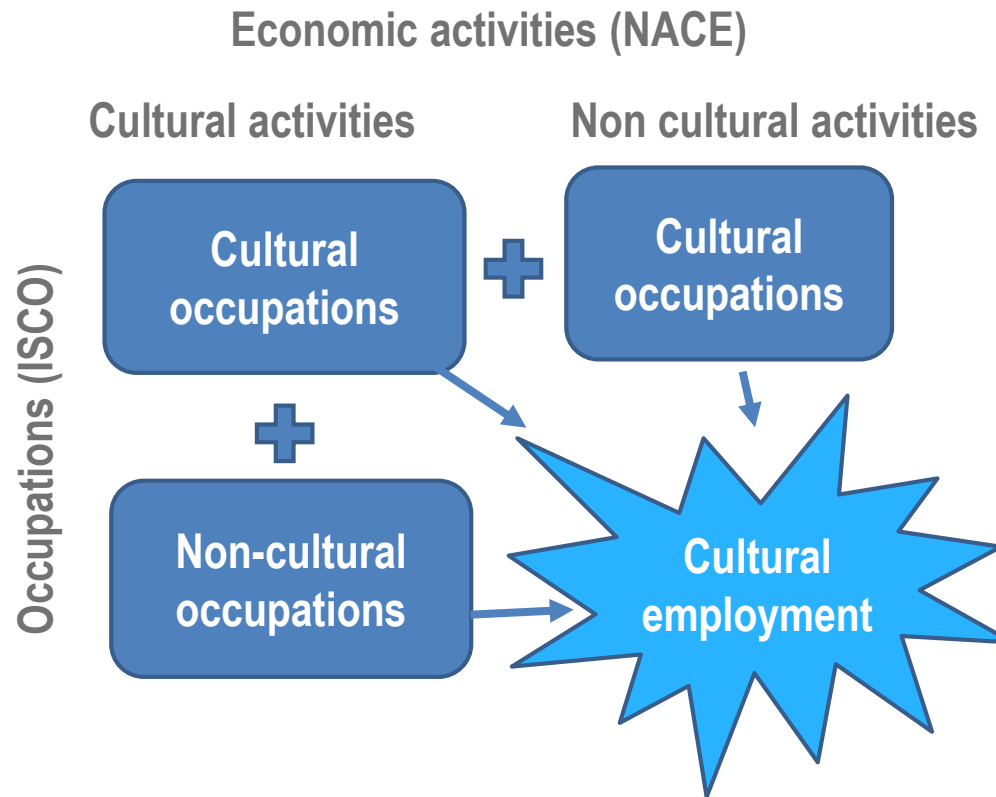 Economic activities (NACE)
Cultural activities
Non cultural activities
Occupations (ISCO)
Cultural
occupations
Cultural
occupations
Non-cultural
occupations
Cultural
employment